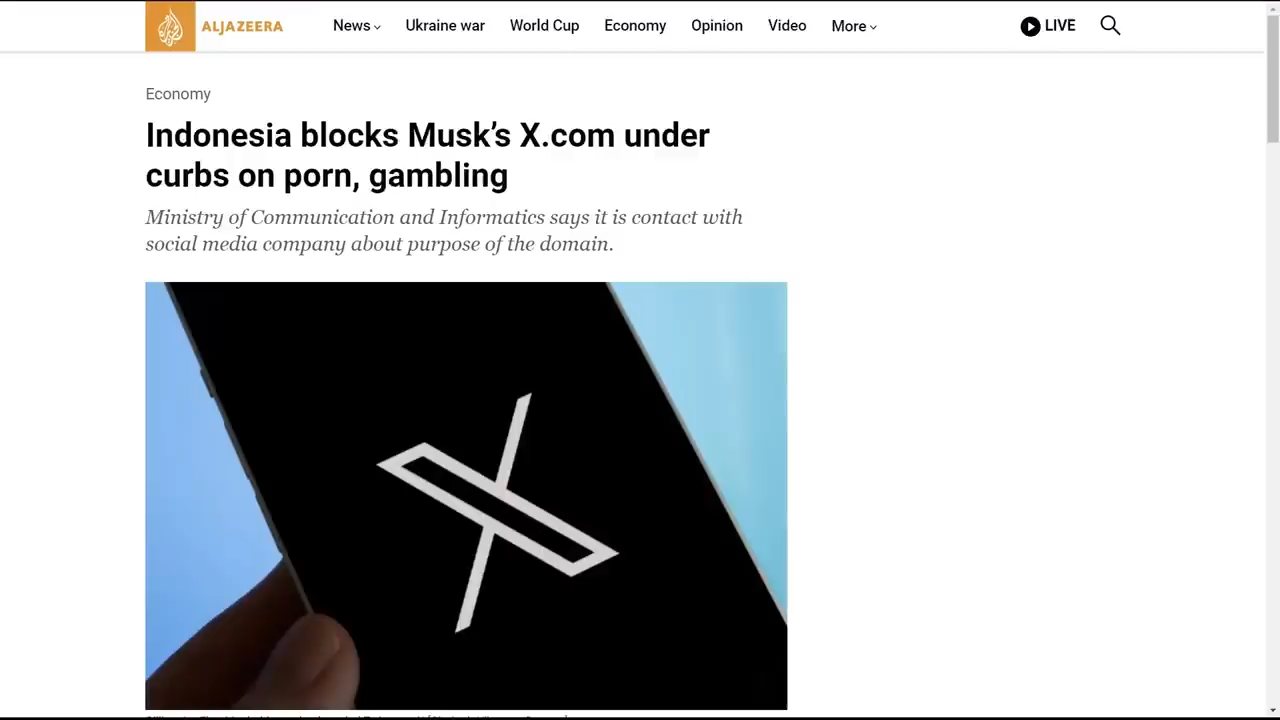 ALJAZEERA
News
Ukraine war
World Cup
Economy
Opinion
Video
More
LIVE
Economy
Indonesia blocks Musk’s X.com under
curbs on porn, gambling
Ministry of Communication and Informatics says it is contact with
social media company about purpose of the domain.
X